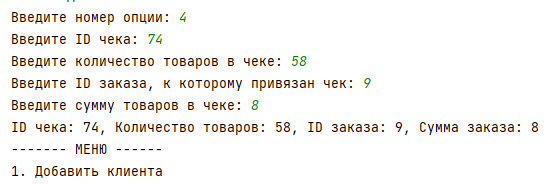 Введите номер опции: 4
Введите ID чека: 74
Введите количество товаров в чеке: 58
Введите ID заказа, к которому привязан чек: 9
Введите сумму товаров в чеке: 8
ID чека: 74, Количество товаров: 58, ID заказа: 9, Сумма заказа: 8
------- МЕНЮ ------
1. Добавить клиента